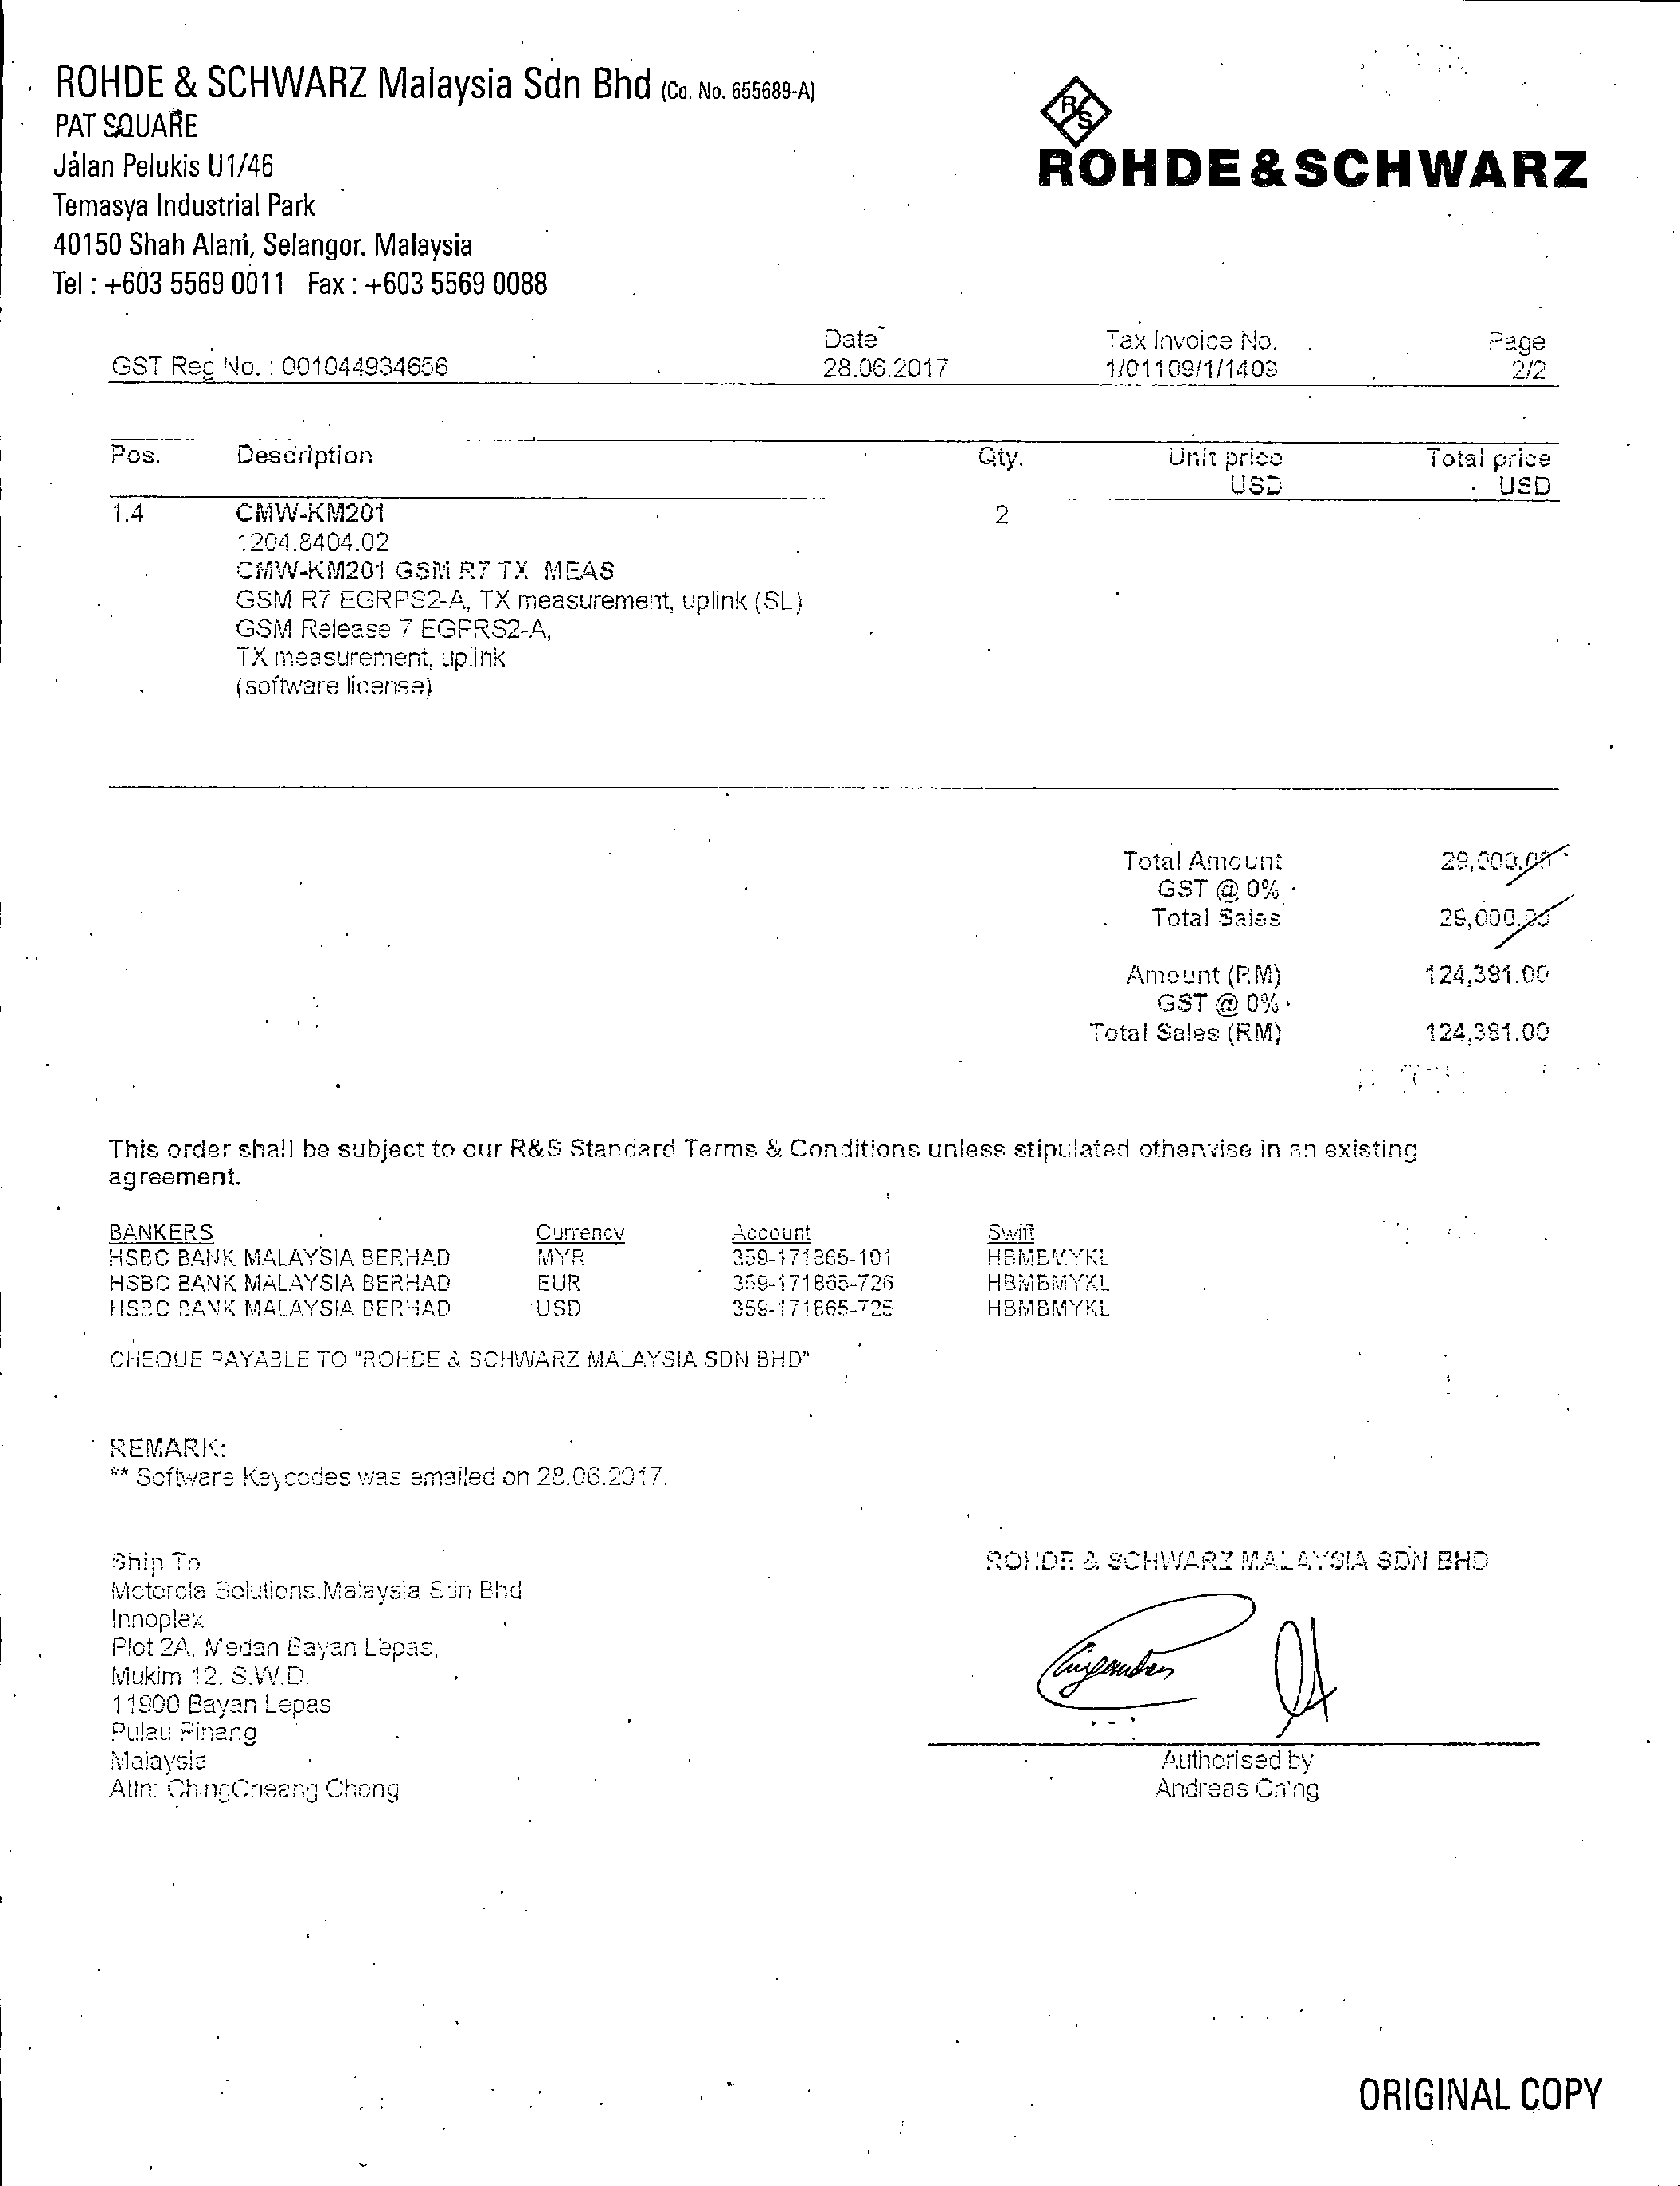 ROHDE & SCHWARZ Malaysia Sdn Bhd (Co. No. 655689-A)
PAT SQUARE
Jalan Pelukis U1/46
Temasya Industrial Park
40150 Shah Alam, Selangor. Malaysia
Tel : +603 5569 0011 Fax : +603 5569 0088
R S
ROHDE&SCHWARZ
Date Tax Invoice No. Page
GST Reg No. : 001044934656 28.06.2017 1/01109/1/1409 2/2
Pos. Description Qty. Unit price Total price
USD USD
1.4 CMW-KM201 2
1204.8404.02
CMW-KM201 GSM R7 TX MEAS
GSM R7 EGRPS2-A, TX measurement, uplink (SL)
GSM Release 7 EGPRS2-A,
TX measurement, uplink
(software license)
Total Amount 29,000.00
GST @ 0%
Total Sales 29,000.00
Amount (RM) 124,381.00
GST @ 0%
Total Sales (RM) 124,381.00
This order shall be subject to our R&S Standard Terms & Conditions unless stipulated otherwise in an existing
agreement.
BANKERS Currency Account Swift
HSBC BANK MALAYSIA BERHAD MYR 359-171865-101 HBMBMYKL
HSBC BANK MALAYSIA BERHAD EUR 359-171865-726 HBMBMYKL
HSBC BANK MALAYSIA BERHAD USD 359-171865-725 HBMBMYKL
CHEQUE PAYABLE TO "ROHDE & SCHWARZ MALAYSIA SDN BHD"
REMARK:
** Software Keycodes was emailed on 28.06.2017.
Ship To
Motorola Solutions.Malaysia Sdn Bhd
Innoplex
Plot 2A, Medan Bayan Lepas,
Mukim 12. S.W.D.
11900 Bayan Lepas
Pulau Pinang
Malaysia
Attn: ChingCheang Chong
ROHDE & SCHWARZ MALAYSIA SDN BHD
Authorised by
Andreas Ch'ng
ORIGINAL COPY